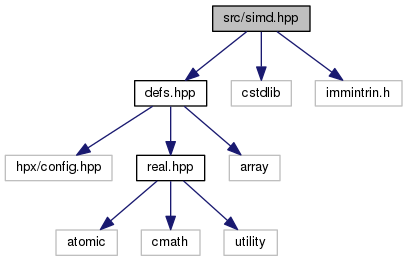 src/simd.hpp
defs.hpp
cstdlib
immintrin.h
hpx/config.hpp
real.hpp
array
atomic
cmath
utility